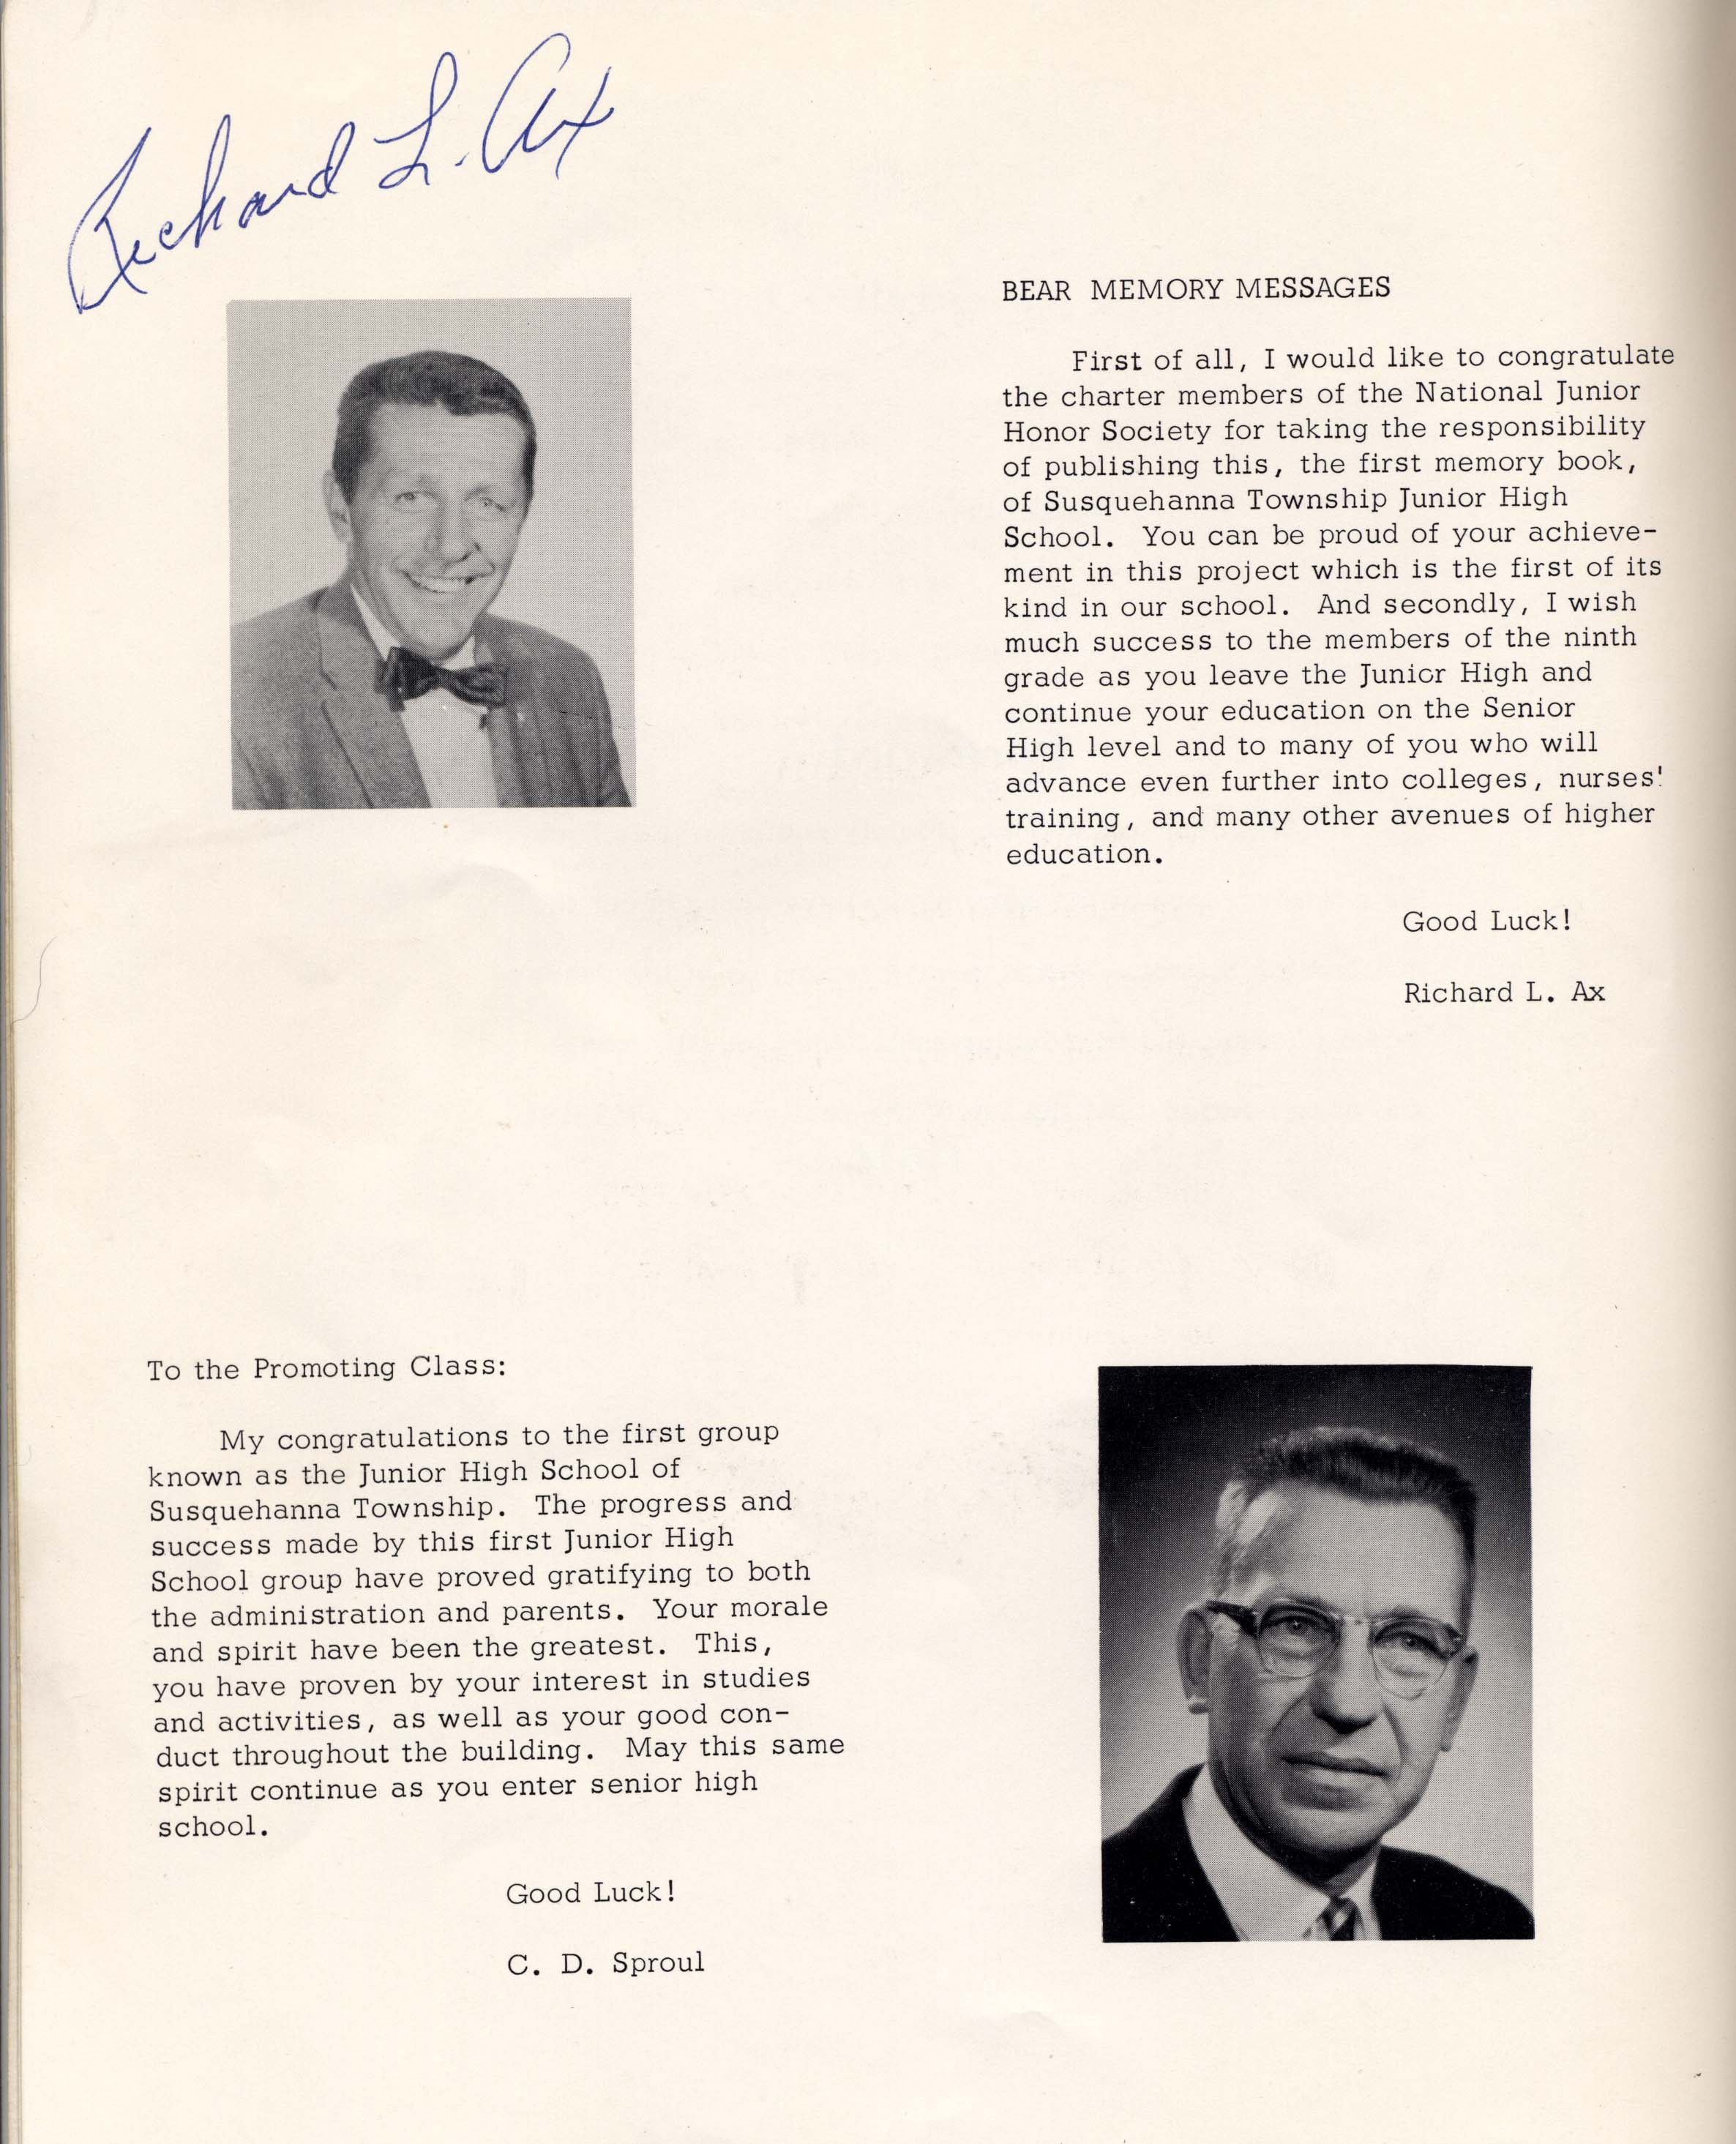 Richard L. Ax
BEAR MEMORY MESSAGES
First of all, I would like to congratulate
the charter members of the National Junior
Honor Society for taking the responsibility
of publishing this, the first memory book,
of Susquehanna Township Junior High
School. You can be proud of your achieve-
ment in this project which is the first of its
kind in our school. And secondly, I wish
much success to the members of the ninth
grade as you leave the Junior High and
continue your education on the Senior
High level and to many of you who will
advance even further into colleges, nurses'
training, and many other avenues of higher
education.
Good Luck!
Richard L. Ax
To the Promoting Class:
My congratulations to the first group
known as the Junior High School of
Susquehanna Township. The progress and
success made by this first Junior High
School group have proved gratifying to both
the administration and parents. Your morale
and spirit have been the greatest. This,
you have proven by your interest in studies
and activities, as well as your good con-
duct throughout the building. May this same
spirit continue as you enter senior high
school.
Good Luck!
C. D. Sproul